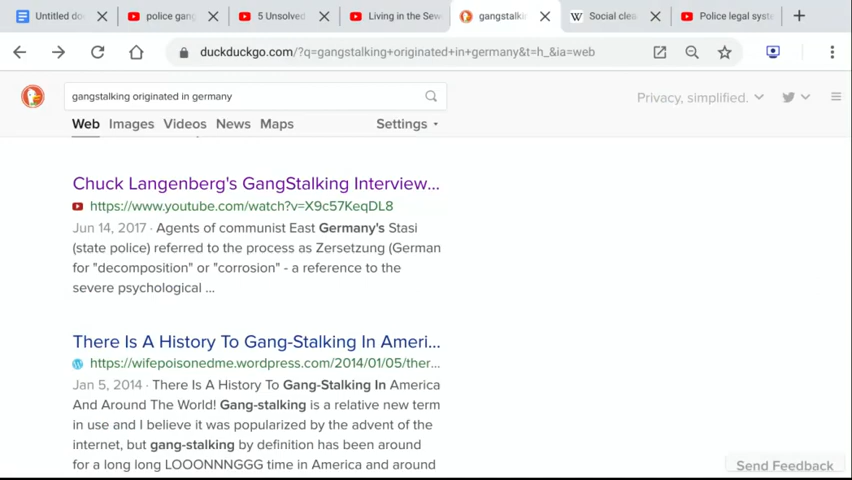 Untitled do
police gang
5 Unsolved
Living in the Sew
gangstalki
Social clea
Police legal syst
duckduckgo.com/?q=gangstalking+originated+in+germany&t=h_&ia=web
gangstalking originated in germany
Privacy, simplified.
Web Images Videos News Maps Settings
Chuck Langenberg's GangStalking Interview...
https://www.youtube.com/watch?v=X9c57KeqDL8
Jun 14, 2017 · Agents of communist East Germany's Stasi
(state police) referred to the process as Zersetzung (German
for "decomposition" or "corrosion" - a reference to the
severe psychological ...
There Is A History To Gang-Stalking In Ameri...
https://wifepoisonedme.wordpress.com/2014/01/05/ther...
Jan 5, 2014 · There Is A History To Gang-Stalking In America
And Around The World! Gang-stalking is a relative new term
in use and I believe it was popularized by the advent of the
internet, but gang-stalking by definition has been around
for a long long LOOONNNGGG time in America and around
Send Feedback